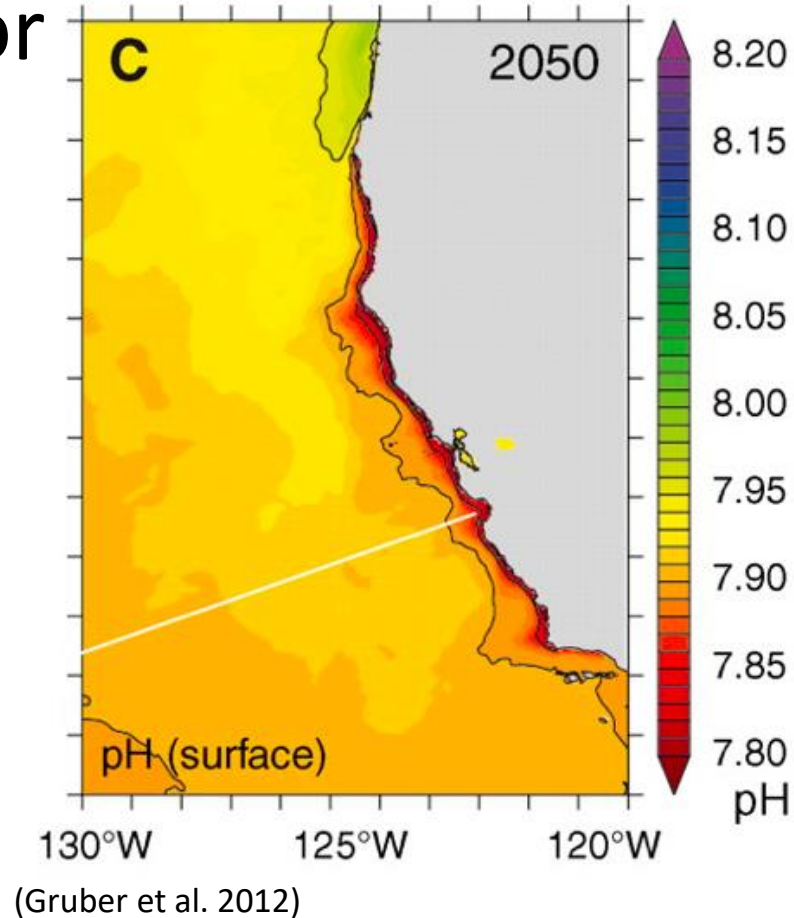 or
C
2050
8.20
8.15
8.10
8.05
8.00
7.95
7.90
7.85
7.80
pH
pH (surface)
130°W
125°W
120°W
(Gruber et al. 2012)